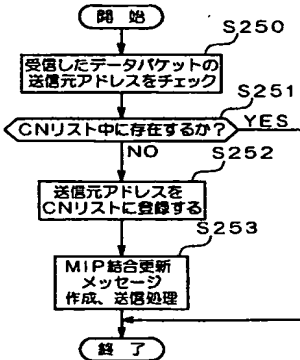 開 始
S250
受信したデータパケットの
送信元アドレスをチェック
S251
CNリスト中に存在するか?
YES
NO
S252
送信元アドレスを
CNリストに登録する
S253
MIP結合更新
メッセージ
作成、送信処理
終 了